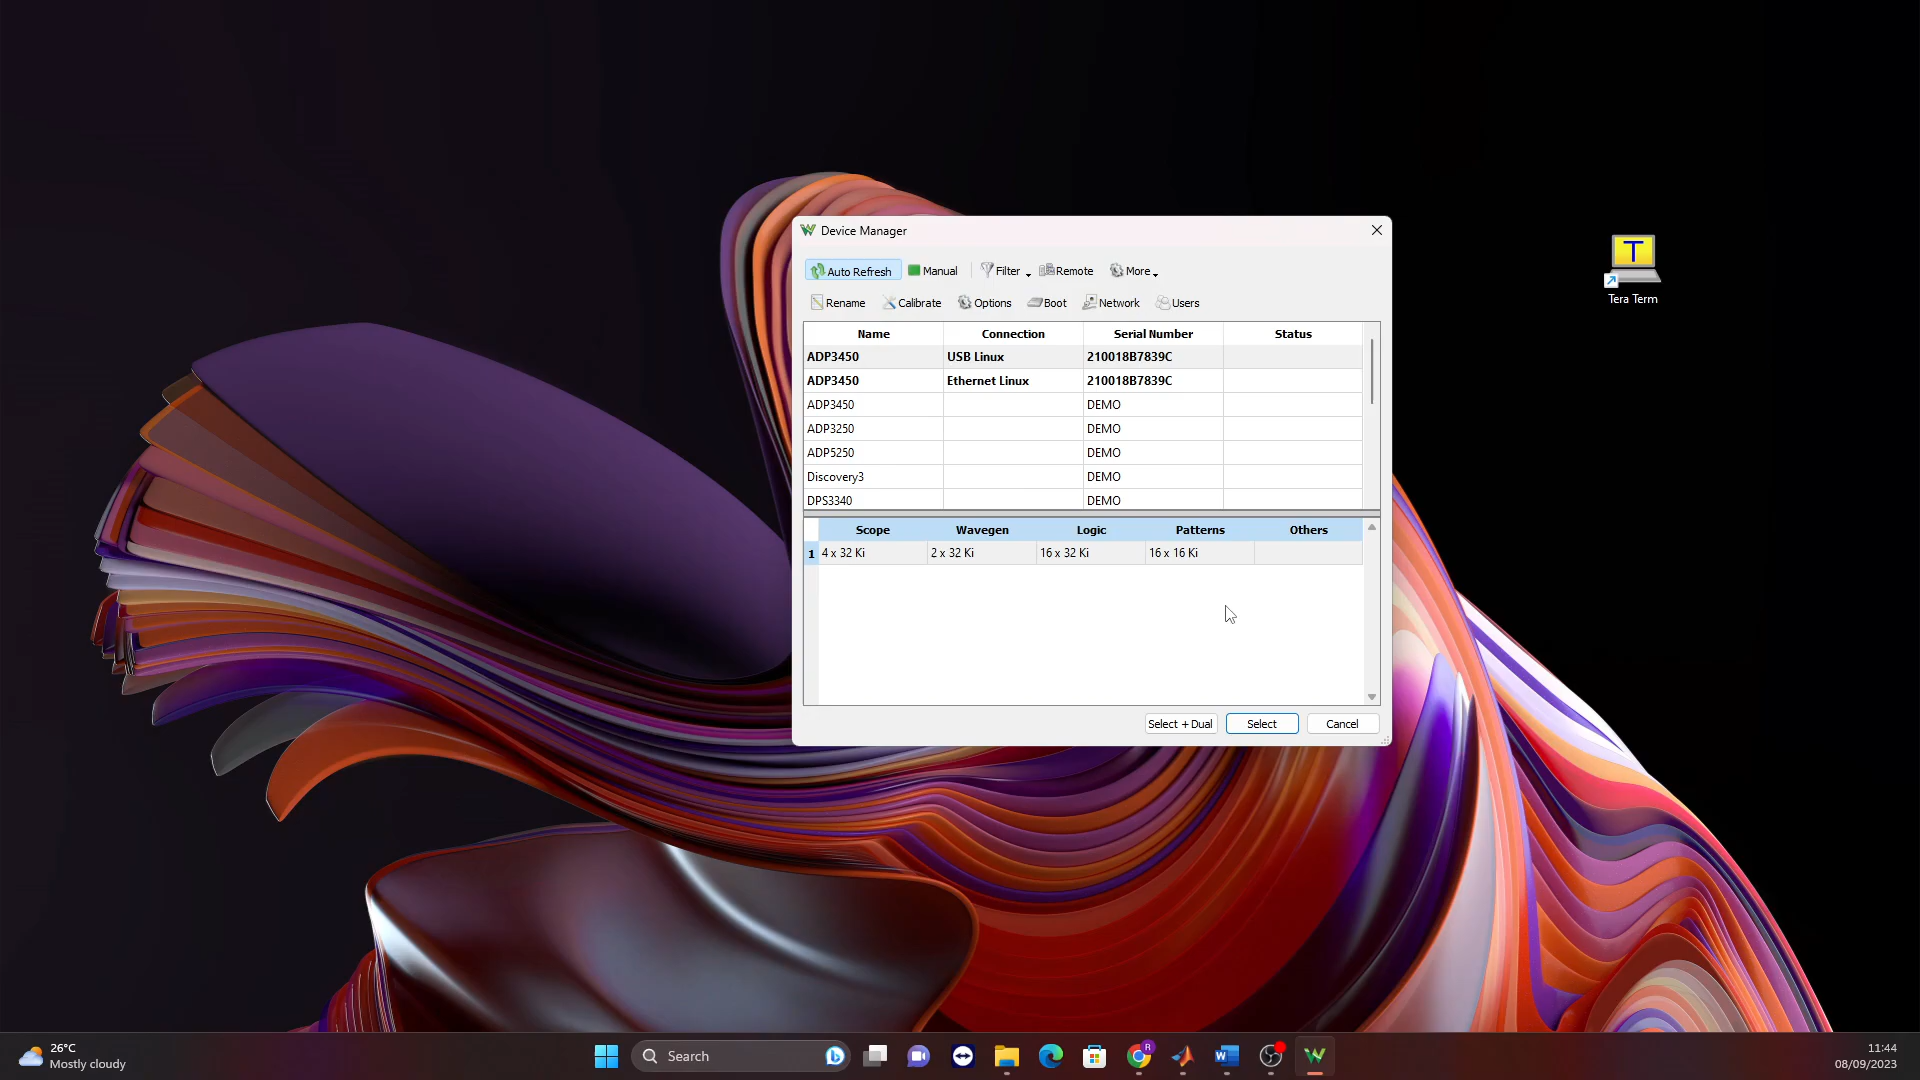 Device Manager
Auto Refresh Manual Filter Remote More
Rename Calibrate Options Boot Network Users
Name Connection Serial Number Status
ADP3450 USB Linux 210018B7839C
ADP3450 Ethernet Linux 210018B7839C
ADP3450 DEMO
ADP3250 DEMO
ADP5250 DEMO
Discovery3 DEMO
DPS3340 DEMO
Scope Wavegen Logic Patterns Others
1 4 x 32 Ki 2 x 32 Ki 16 x 32 Ki 16 x 16 Ki
Select + Dual Select Cancel
T
Tera Term
26°C
Mostly cloudy
Search
R
11:44
08/09/2023